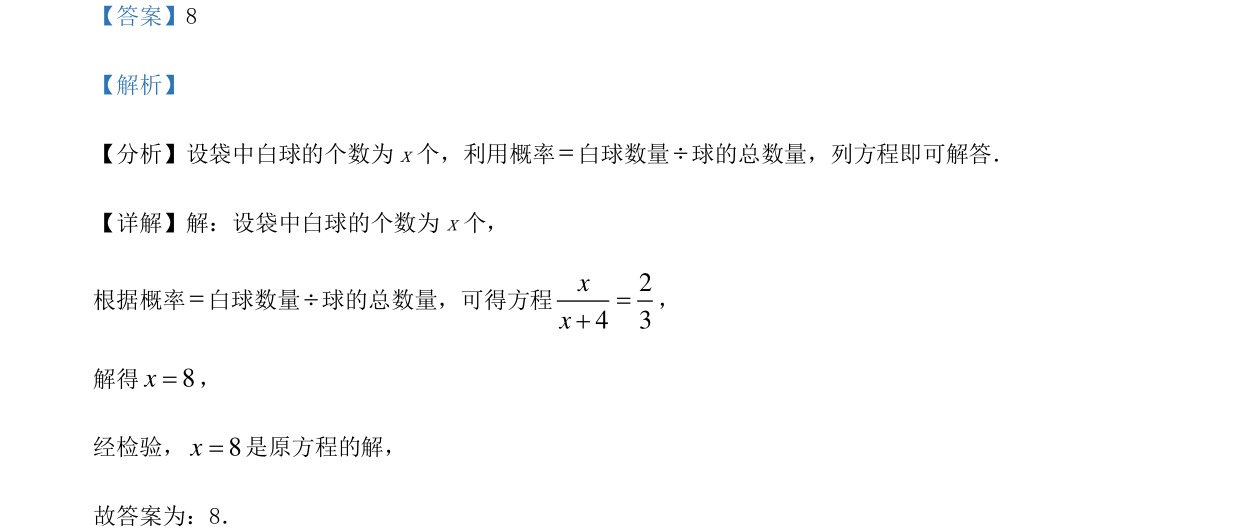 【答案】8
【解析】
【分析】设袋中白球的个数为 x 个，利用概率＝白球数量÷球的总数量，列方程即可解答．
【详解】解：设袋中白球的个数为 x 个，
根据概率＝白球数量÷球的总数量，可得方程 x/(x+4) = 2/3，
解得 x = 8，
经检验， x = 8 是原方程的解，
故答案为：8．